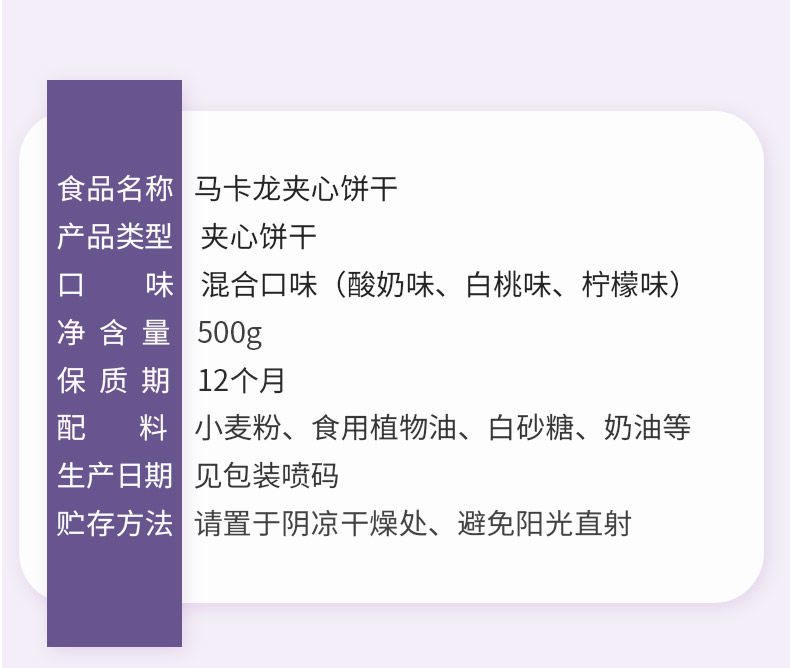 食品名称 马卡龙夹心饼干
产品类型 夹心饼干
口味 混合口味（酸奶味、白桃味、柠檬味）
净含量 500g
保质期 12个月
配料 小麦粉、食用植物油、白砂糖、奶油等
生产日期 见包装喷码
贮存方法 请置于阴凉干燥处、避免阳光直射